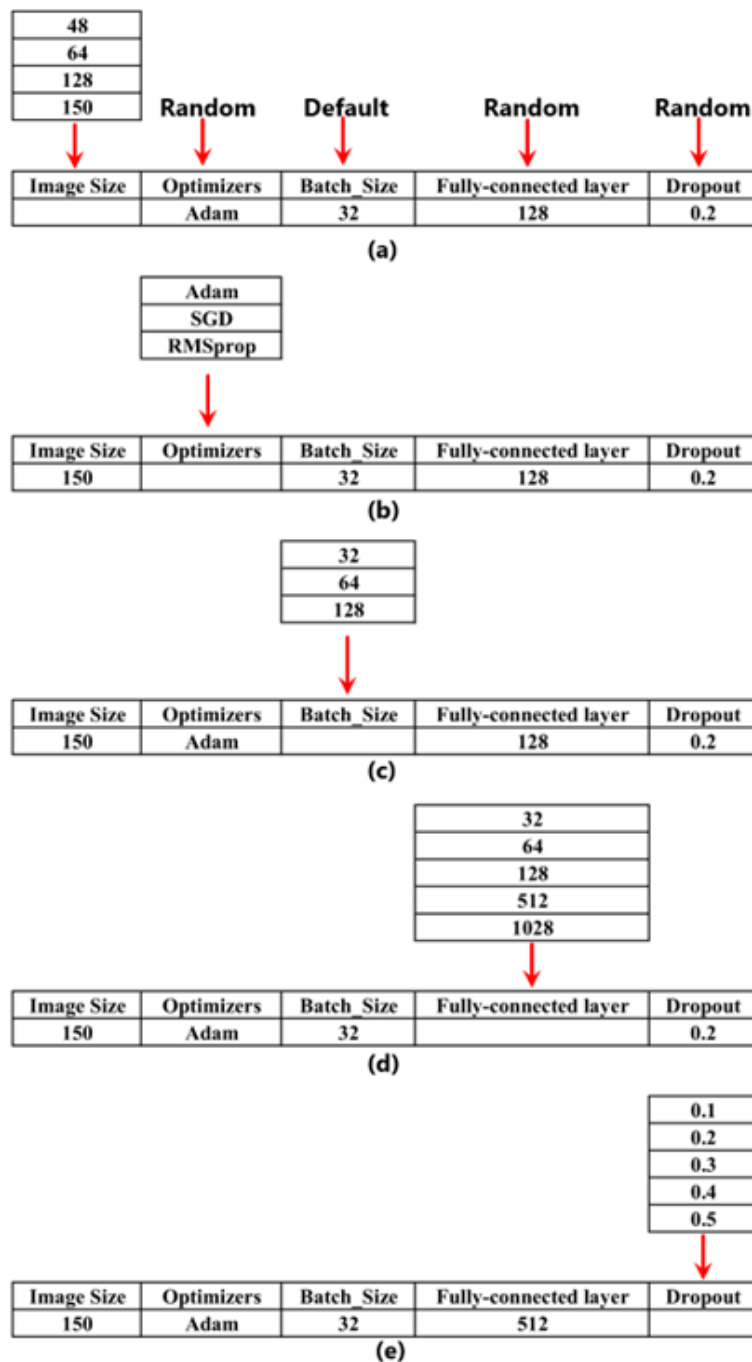 48
64
128
150
Random Default Random Random
Image Size Optimizers Batch_Size Fully-connected layer Dropout
Adam 32 128 0.2
(a)
Adam
SGD
RMSprop
Image Size Optimizers Batch_Size Fully-connected layer Dropout
150 32 128 0.2
(b)
32
64
128
Image Size Optimizers Batch_Size Fully-connected layer Dropout
150 Adam 128 0.2
(c)
32
64
128
512
1028
Image Size Optimizers Batch_Size Fully-connected layer Dropout
150 Adam 32 0.2
(d)
0.1
0.2
0.3
0.4
0.5
Image Size Optimizers Batch_Size Fully-connected layer Dropout
150 Adam 32 512
(e)